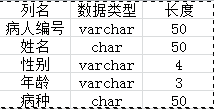 列名 数据类型 长度
病人编号 varchar 50
姓名 char 50
性别 varchar 4
年龄 varchar 3
病种 char 50